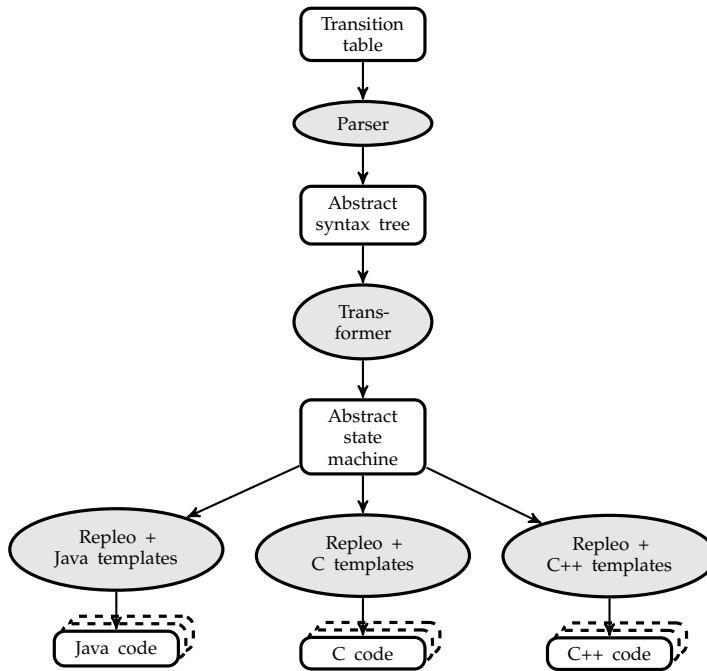 Transition
table
Parser
Abstract
syntax tree
Trans-
former
Abstract
state
machine
Repleo +
Java templates
Repleo +
C templates
Repleo +
C++ templates
Java code
C code
C++ code